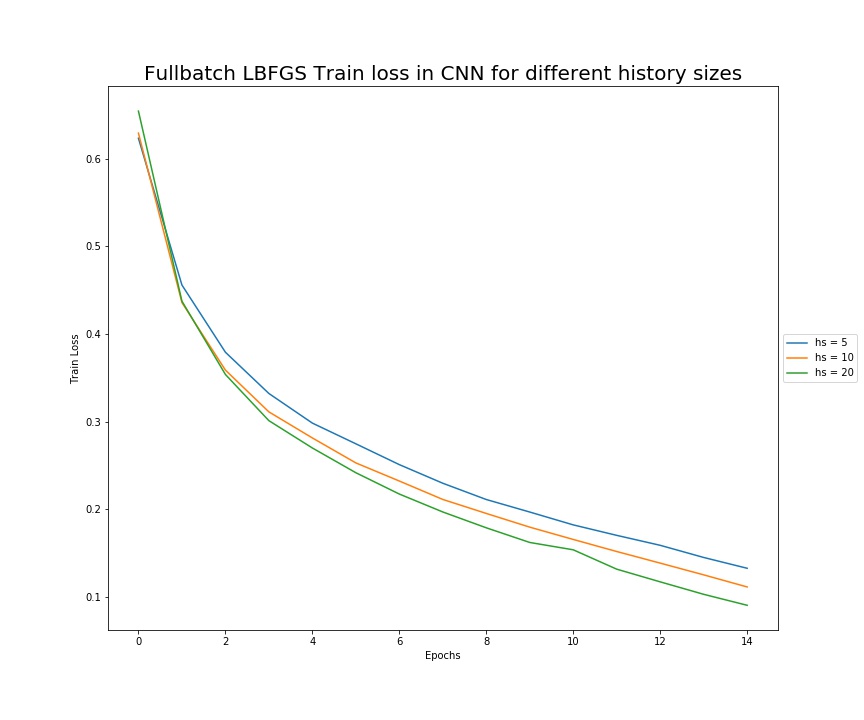 Fullbatch LBFGS Train loss in CNN for different history sizes
0.6
0.5
0.4
0.3
0.2
0.1
Train Loss
0 2 4 6 8 10 12 14
Epochs
hs = 5
hs = 10
hs = 20